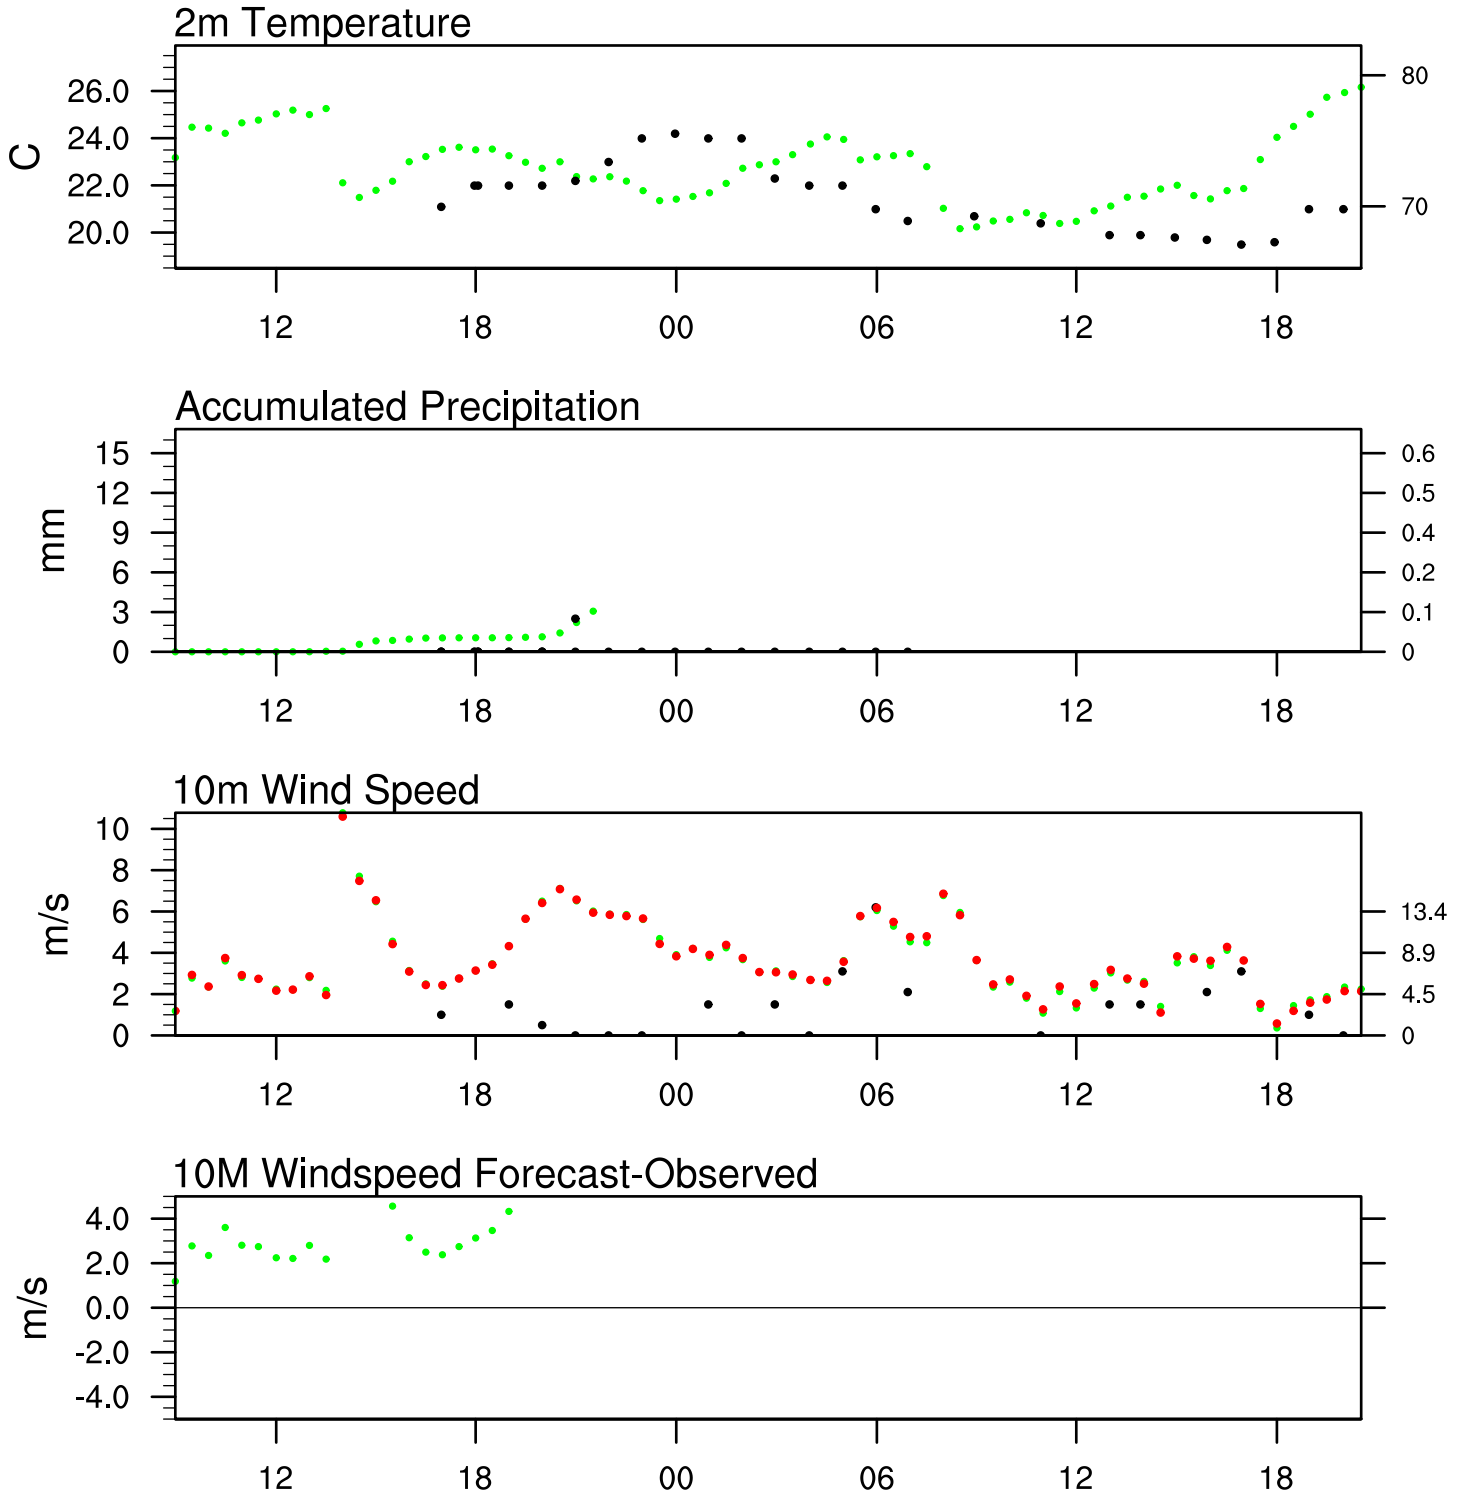 2m Temperature
26.0
24.0
22.0
20.0
C
80
70
12 18 00 06 12 18
Accumulated Precipitation
15
12
9
6
3
0
mm
0.6
0.5
0.4
0.2
0.1
0
12 18 00 06 12 18
10m Wind Speed
10
8
6
4
2
0
m/s
13.4
8.9
4.5
0
12 18 00 06 12 18
10M Windspeed Forecast-Observed
4.0
2.0
0.0
-2.0
-4.0
m/s
12 18 00 06 12 18